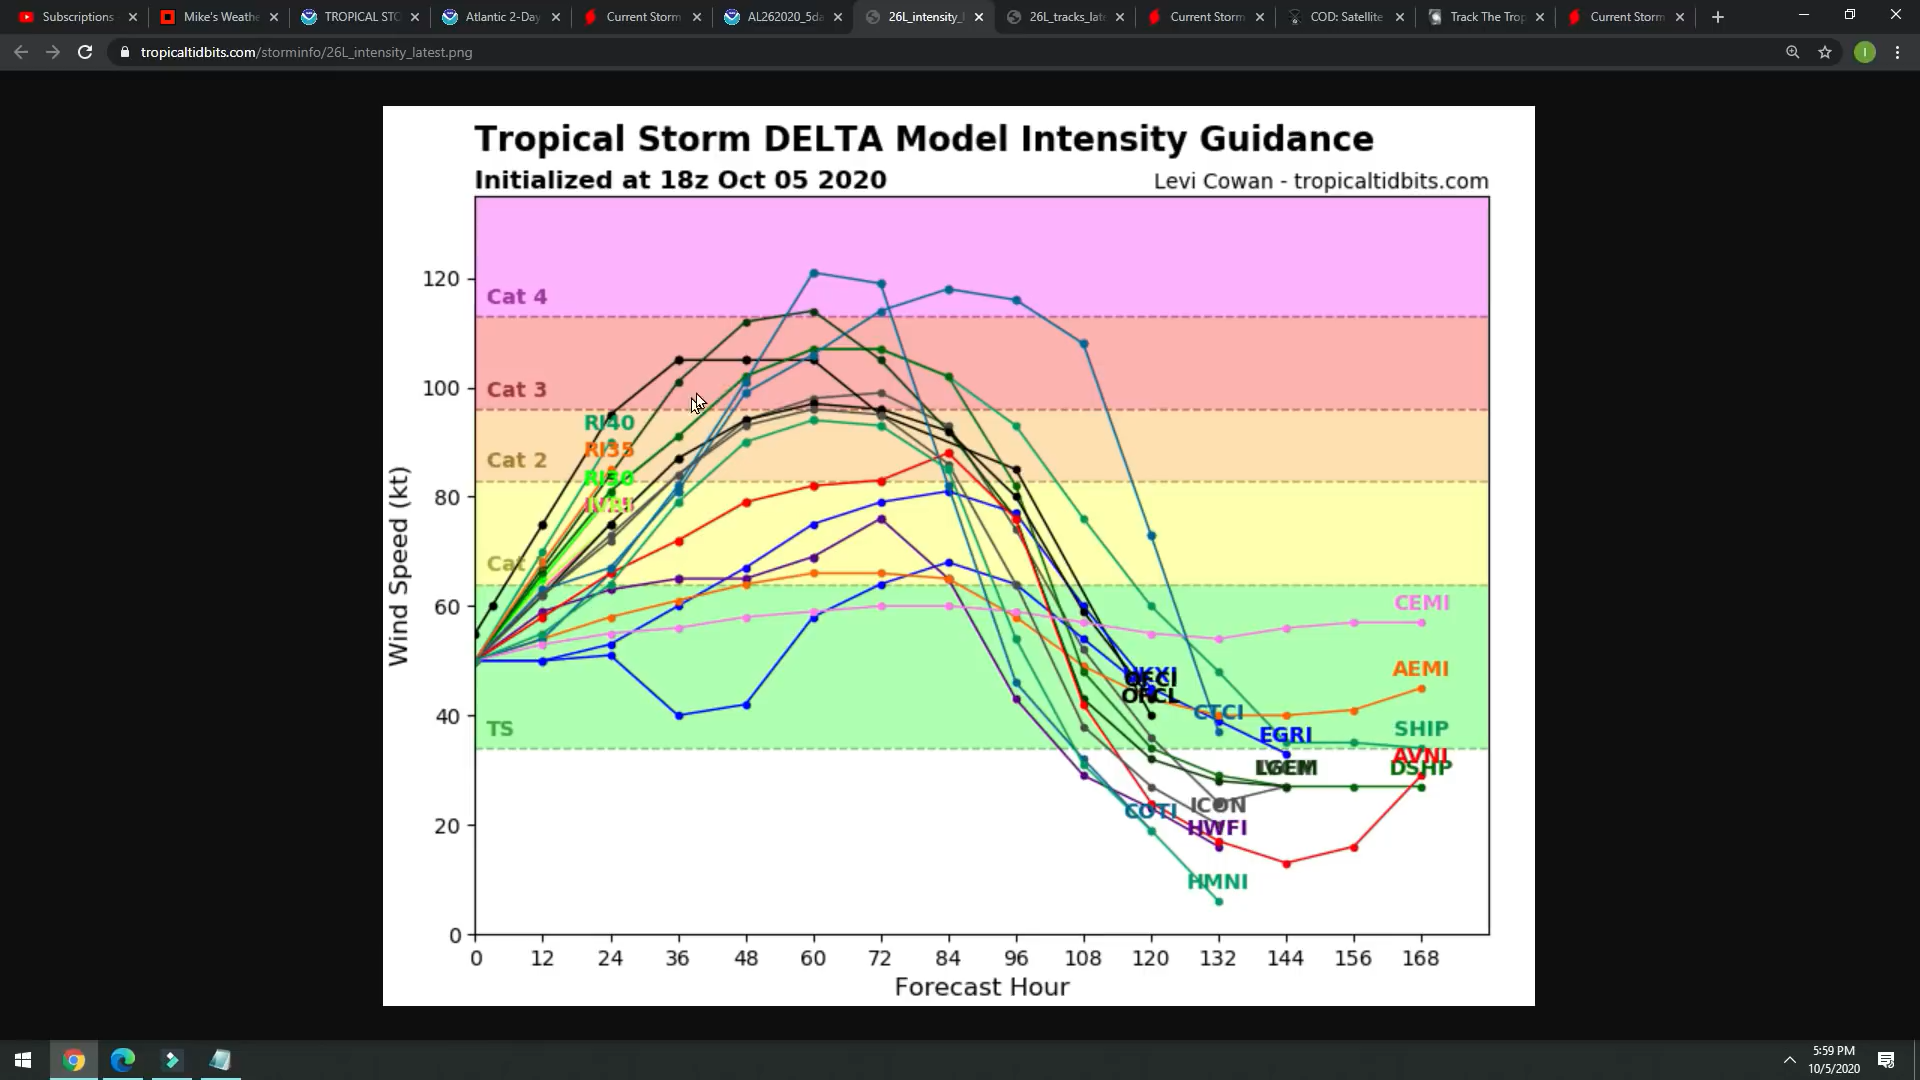 Subscriptions
Mike's Weathe
TROPICAL STO
Atlantic 2-Day
Current Storm
AL262020_5da
26L_intensity_l
26L_tracks_late
Current Storm
COD: Satellite
Track The Trop
Current Storm
tropicaltidbits.com/storminfo/26L_intensity_latest.png
I
Tropical Storm DELTA Model Intensity Guidance
Initialized at 18z Oct 05 2020
Levi Cowan - tropicaltidbits.com
Wind Speed (kt)
120
100
80
60
40
20
0
Cat 4
Cat 3
Cat 2
Cat
TS
RI40
RI35
RI30
CEMI
AEMI
SHIP
AVNI
DSHP
UKXI
OFCI
OFCL
CTCI
EGRI
LGEM
COTI
ICON
HWFI
HMNI
0 12 24 36 48 60 72 84 96 108 120 132 144 156 168
Forecast Hour
5:59 PM
10/5/2020